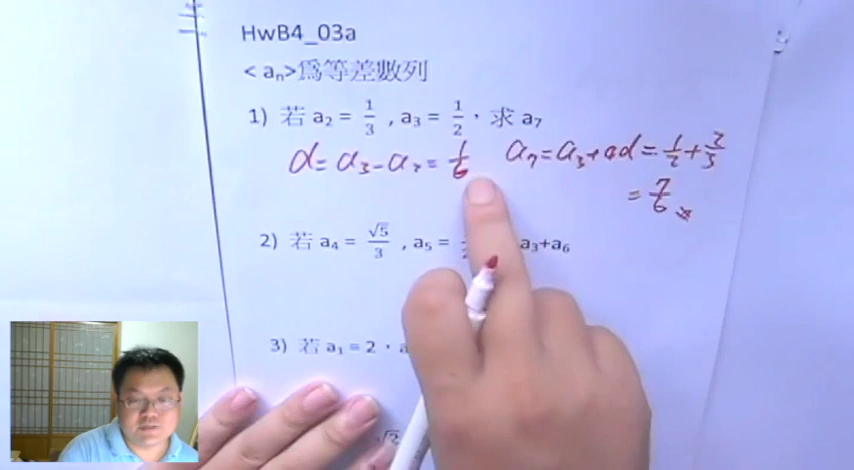 HwB4_03a
< aₙ>為等差數列
1) 若 a₂ = 1/3 , a₃ = 1/2，求 a₇
d = a₃ - a₂ = 1/6 a₇ = a₃ + 4d = 1/2 + 2/3
= 7/6
2) 若 a₄ = √5/3 , a₅ = a₃+a₆
3) 若 a₁ = 2，a
√2